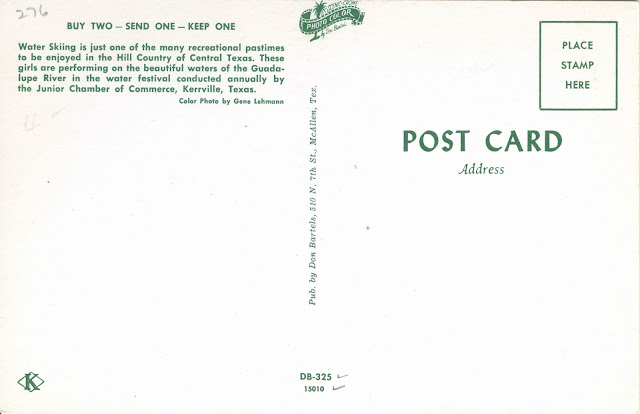 276
BUY TWO — SEND ONE — KEEP ONE
Water Skiing is just one of the many recreational pastimes
to be enjoyed in the Hill Country of Central Texas. These
girls are performing on the beautiful waters of the Guada-
lupe River in the water festival conducted annually by
the Junior Chamber of Commerce, Kerrville, Texas.
Color Photo by Gene Lehmann
4
Pub. by Don Bartels, 510 N. 7th St., McAllen, Tex.
PHOTO COLOR
PLACE
STAMP
HERE
POST CARD
Address
K
DB-325
15010